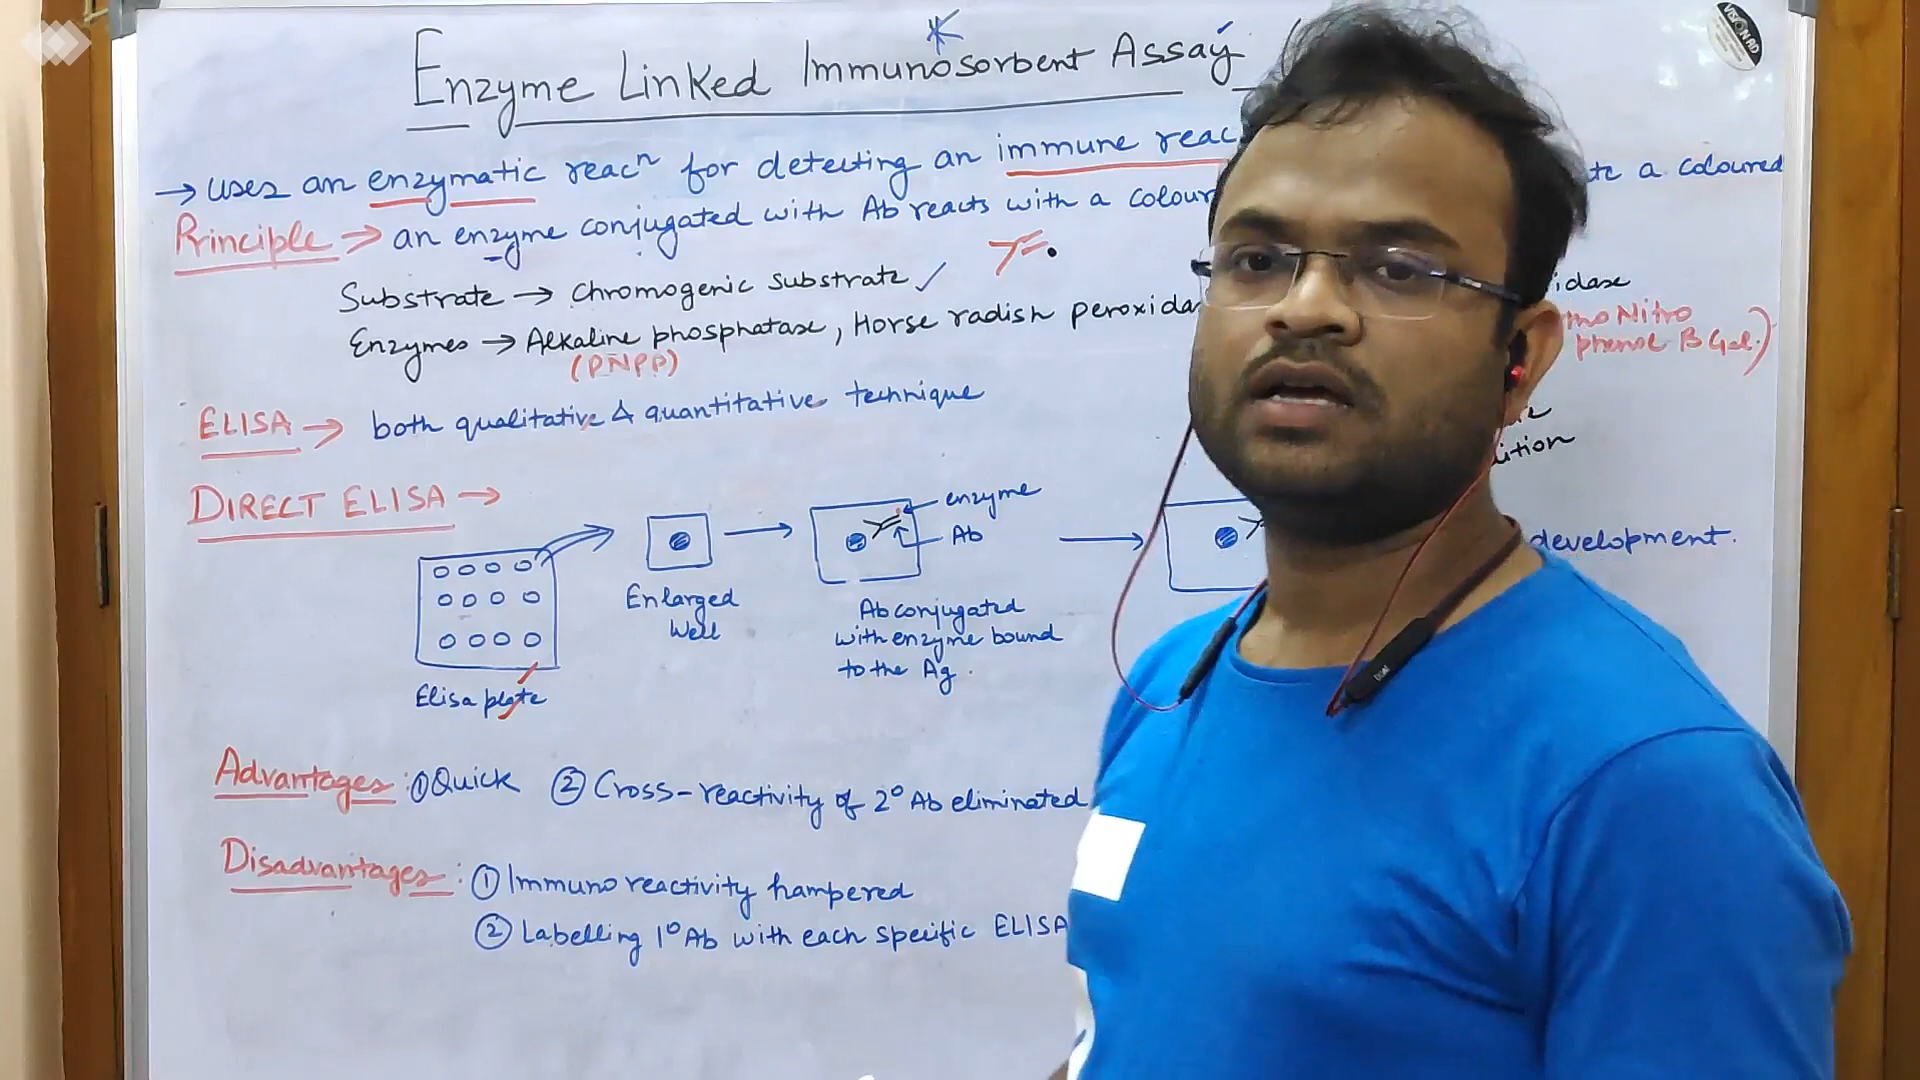 Enzyme Linked Immunosorbent Assay (
→ uses an enzymatic reacⁿ for detecting an immune reac
Principle → an enzyme conjugated with Ab reacts with a colour
a coloured
Substrate → chromogenic substrate ✓
Enzymes → Alkaline phosphatase, Horse radish peroxida
idase
(PNPP)
Nitro
phenol β Gal.)
ELISA → both qualitative & quantitative technique
ition
DIRECT ELISA →
enzyme
Ab
development.
Enlarged
Well
Ab conjugated
with enzyme bound
to the Ag.
Elisa plate
Advantages: ① Quick ② Cross-reactivity of 2° Ab eliminated
Disadvantages: ① Immuno reactivity hampered
② Labelling 1° Ab with each specific ELISA
VISION AD